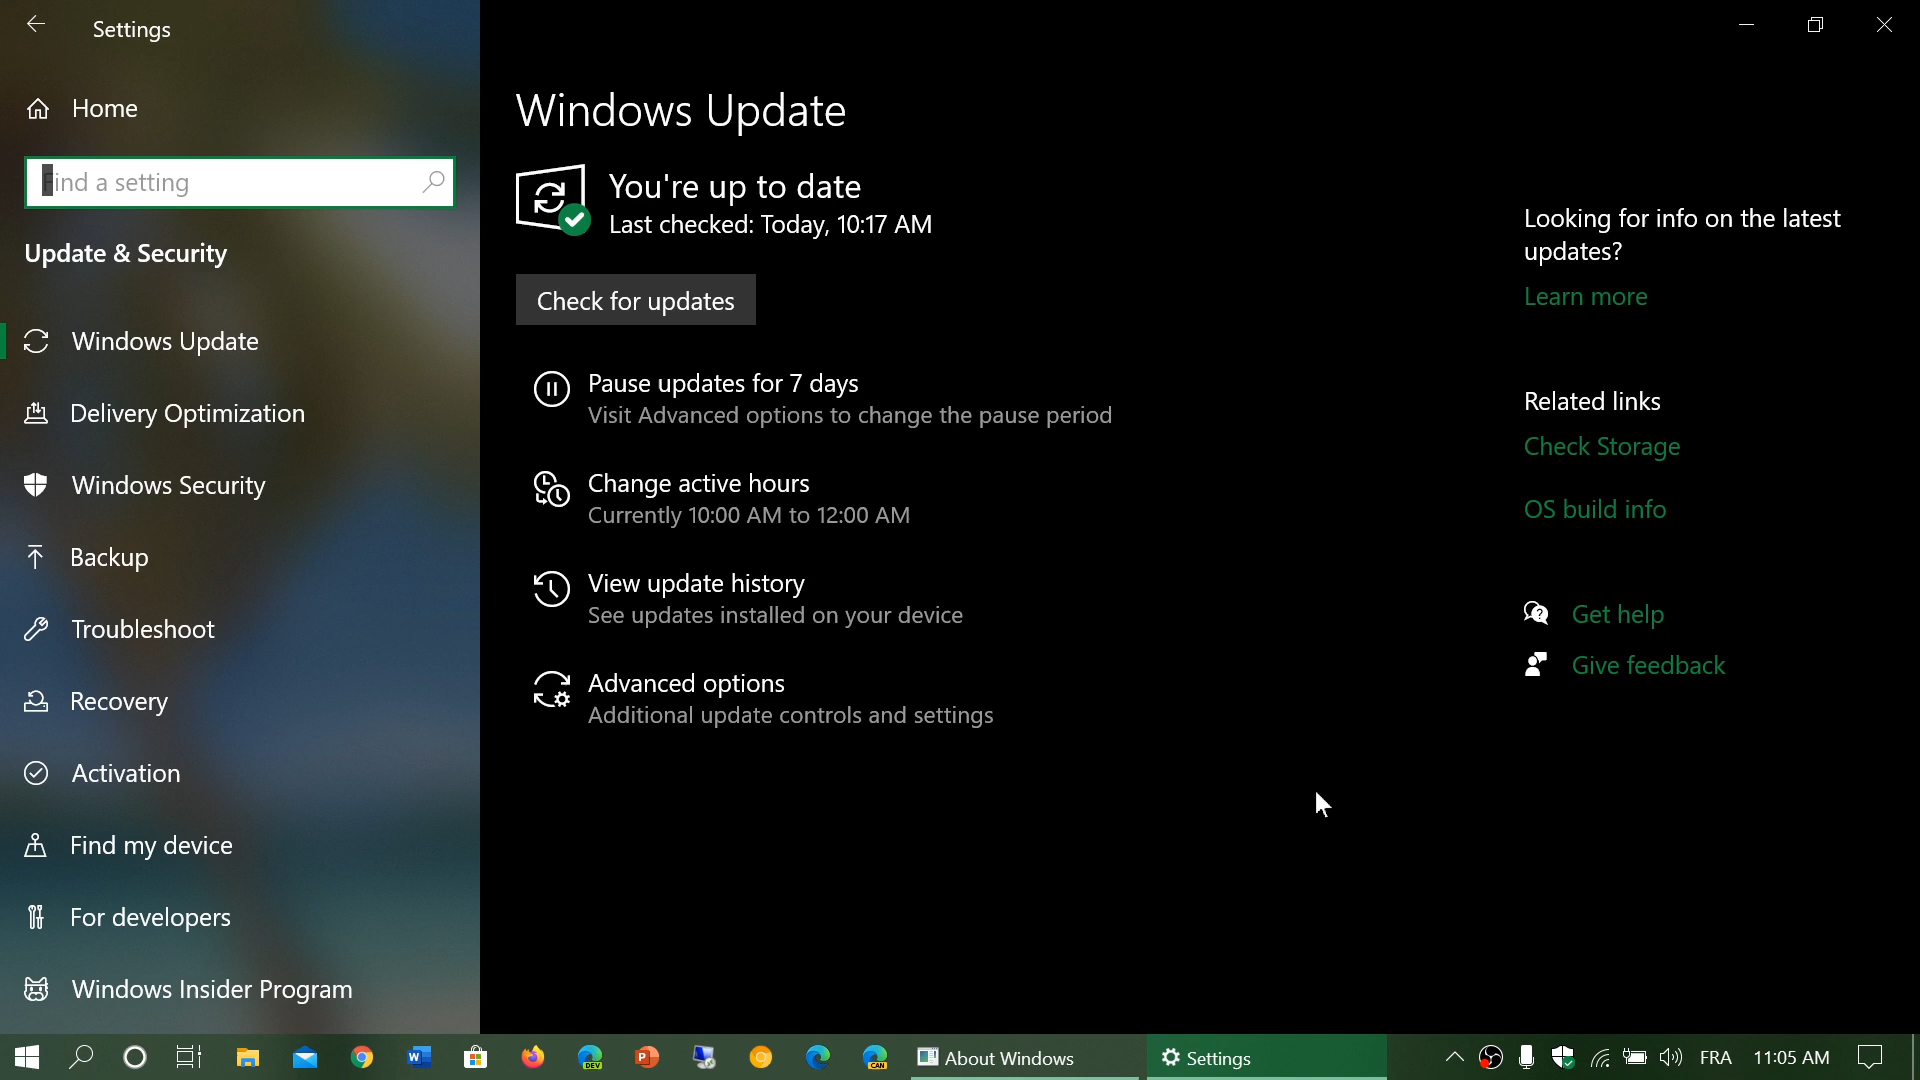 Settings
Home
Find a setting
Update & Security
Windows Update
Delivery Optimization
Windows Security
Backup
Troubleshoot
Recovery
Activation
Find my device
For developers
Windows Insider Program
Windows Update
You're up to date
Last checked: Today, 10:17 AM
Check for updates
Pause updates for 7 days
Visit Advanced options to change the pause period
Change active hours
Currently 10:00 AM to 12:00 AM
View update history
See updates installed on your device
Advanced options
Additional update controls and settings
Looking for info on the latest
updates?
Learn more
Related links
Check Storage
OS build info
Get help
Give feedback
W
DEV
P
CAN
About Windows
Settings
FRA
11:05 AM